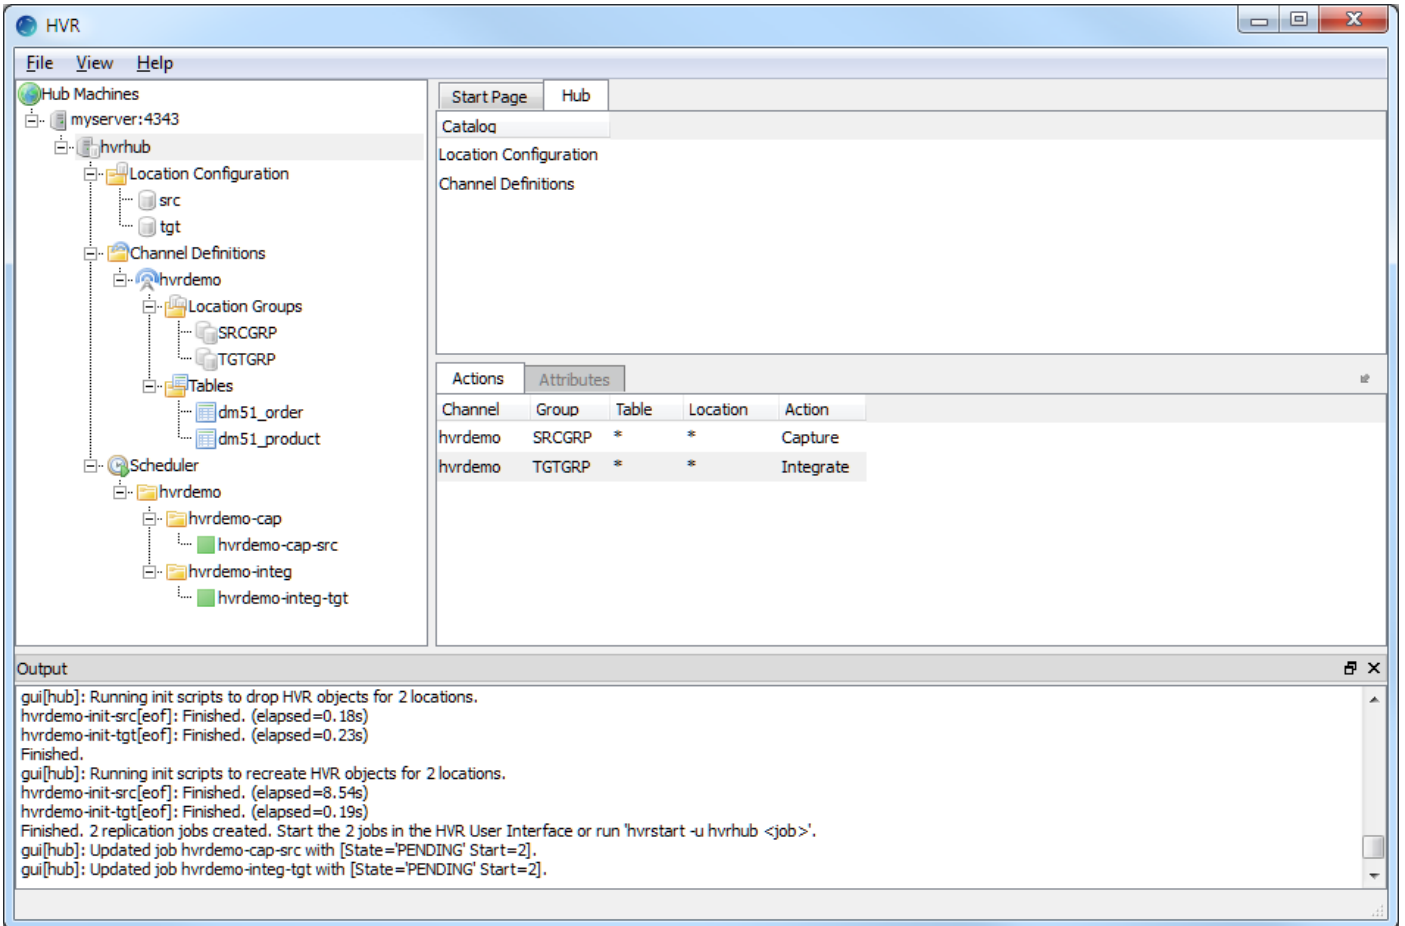 HVR
File View Help
Hub Machines
myserver:4343
hvrhub
Location Configuration
src
tgt
Channel Definitions
hvrdemo
Location Groups
SRCGRP
TGTGRP
Tables
dm51_order
dm51_product
Scheduler
hvrdemo
hvrdemo-cap
hvrdemo-cap-src
hvrdemo-integ
hvrdemo-integ-tgt
Start Page Hub
Catalog
Location Configuration
Channel Definitions
Actions Attributes
Channel Group Table Location Action
hvrdemo SRCGRP * * Capture
hvrdemo TGTGRP * * Integrate
Output
gui[hub]: Running init scripts to drop HVR objects for 2 locations.
hvrdemo-init-src[eof]: Finished. (elapsed=0.18s)
hvrdemo-init-tgt[eof]: Finished. (elapsed=0.23s)
Finished.
gui[hub]: Running init scripts to recreate HVR objects for 2 locations.
hvrdemo-init-src[eof]: Finished. (elapsed=8.54s)
hvrdemo-init-tgt[eof]: Finished. (elapsed=0.19s)
Finished. 2 replication jobs created. Start the 2 jobs in the HVR User Interface or run 'hvrstart -u hvrhub <job>'.
gui[hub]: Updated job hvrdemo-cap-src with [State='PENDING' Start=2].
gui[hub]: Updated job hvrdemo-integ-tgt with [State='PENDING' Start=2].